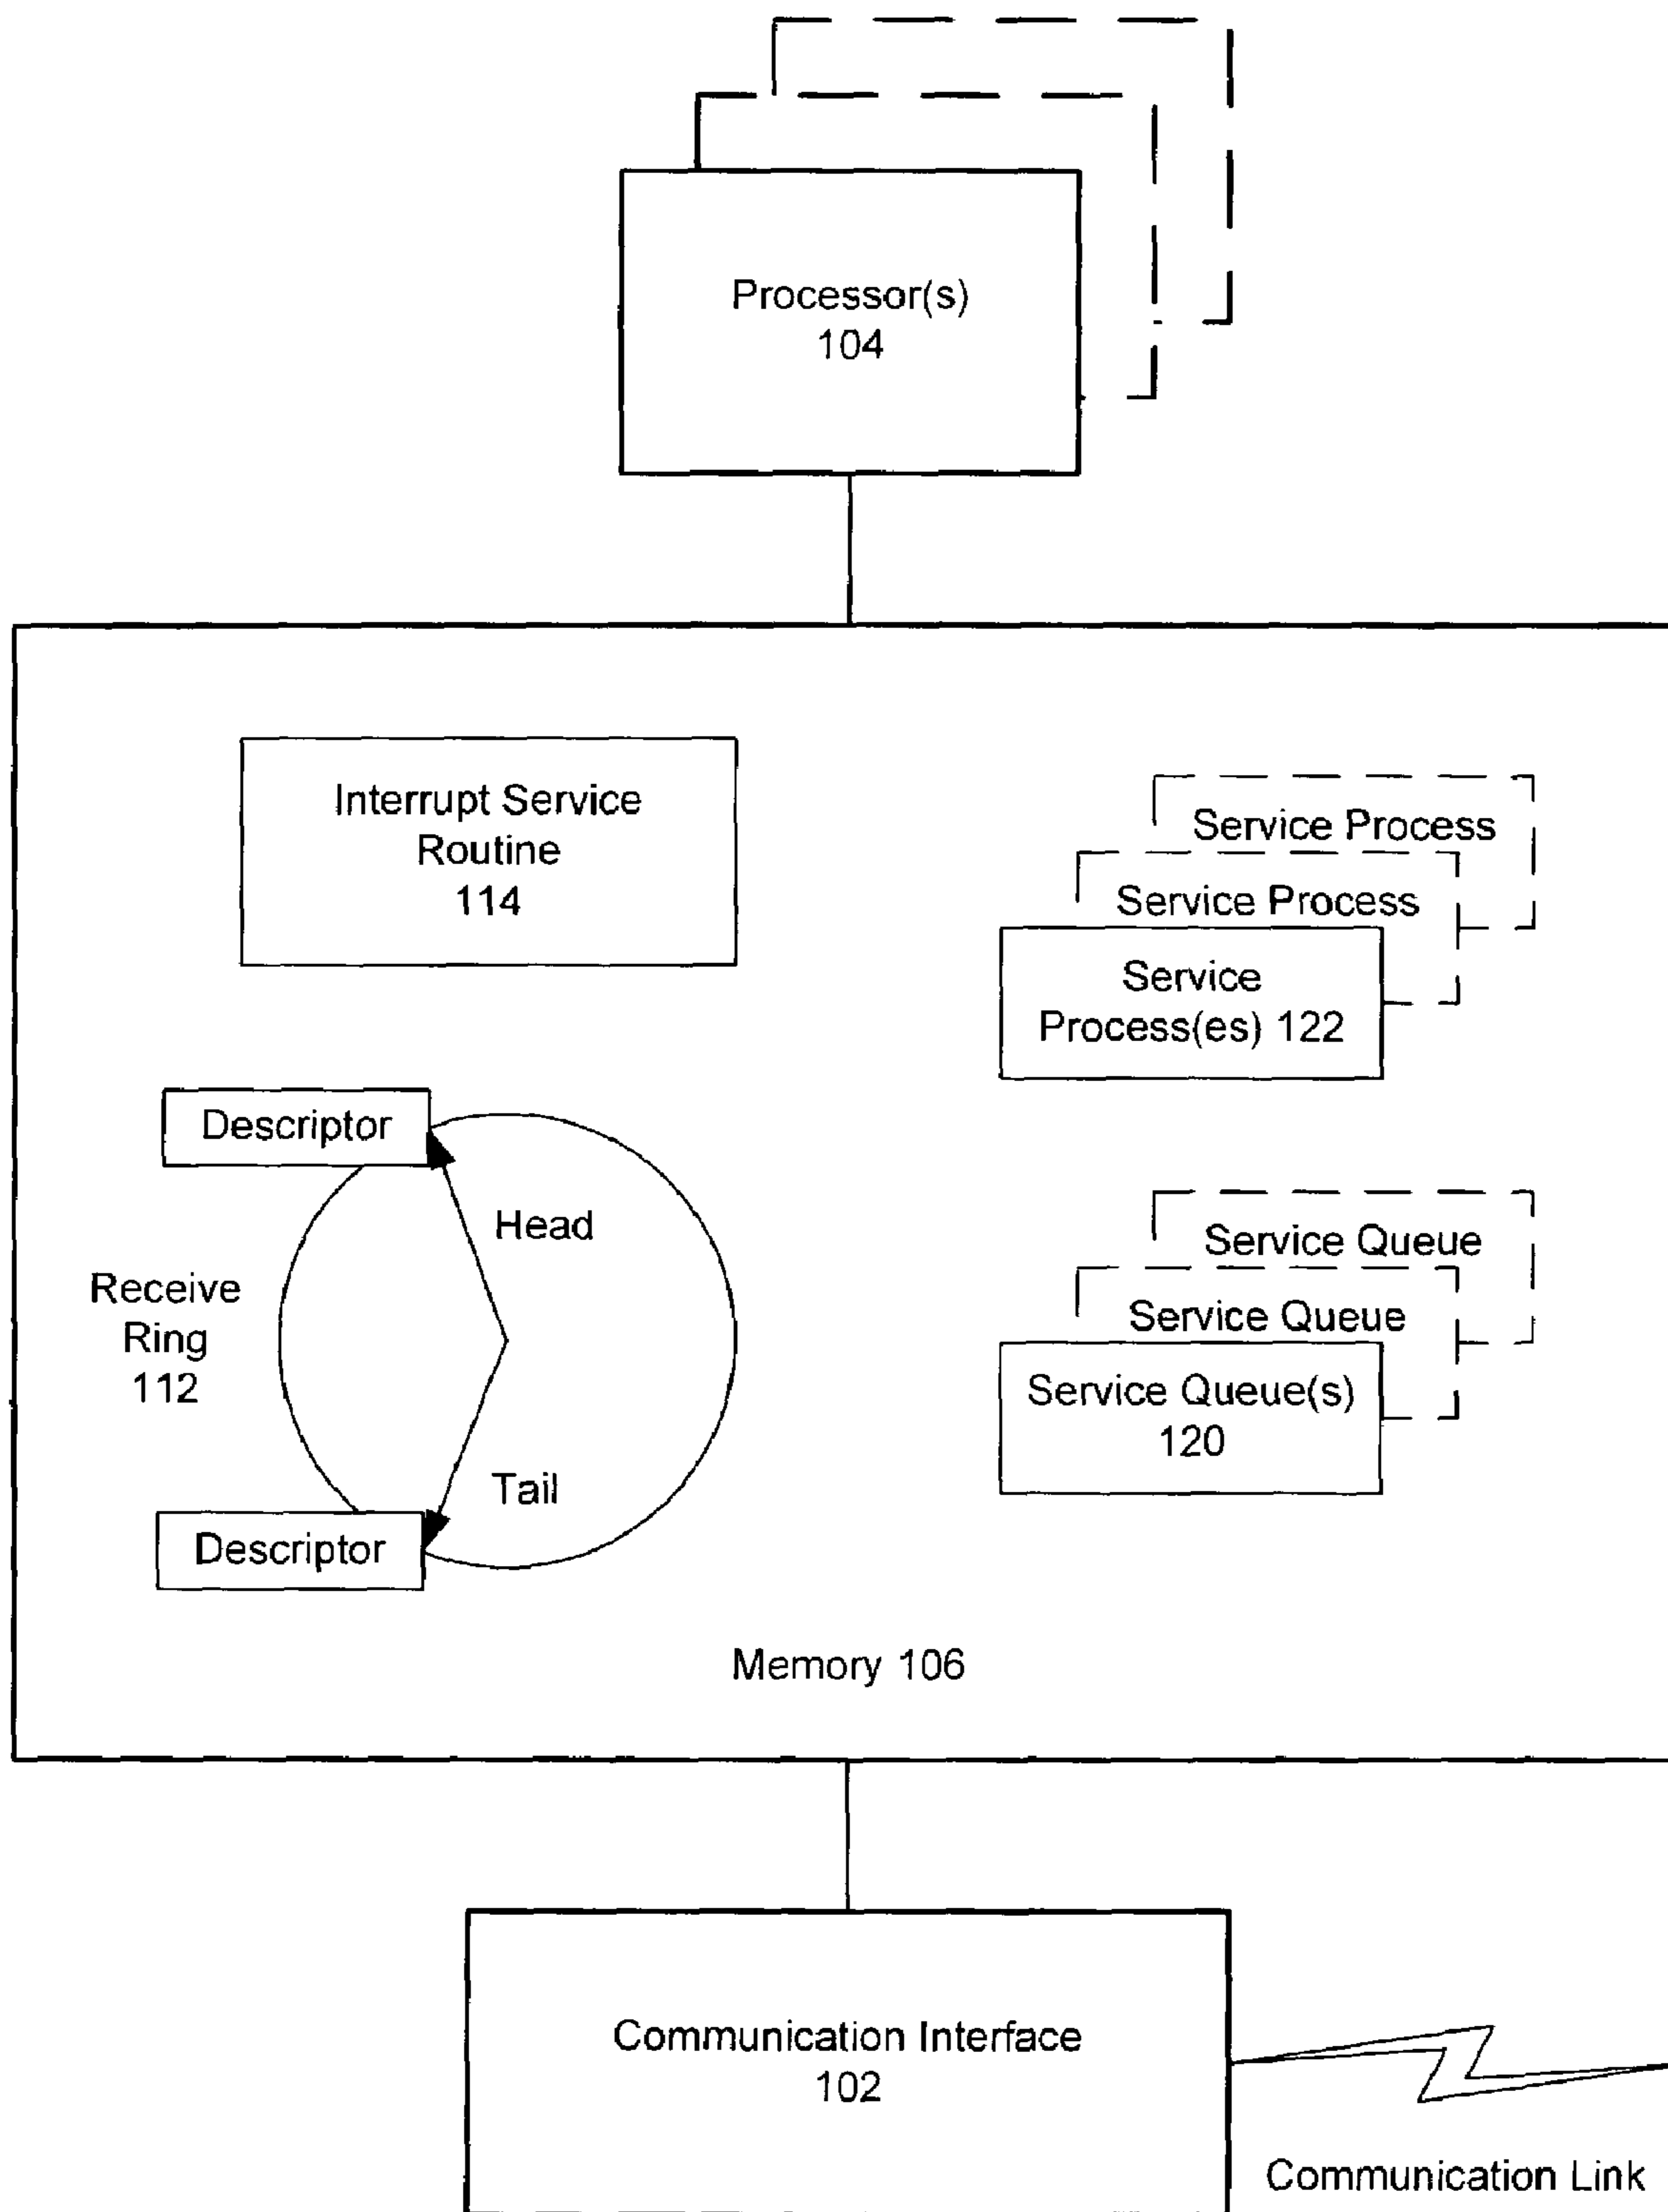 Processor(s)
104
Interrupt Service
Routine
114
Service Process
Service Process
Service
Process(es) 122
Descriptor
Head
Receive
Ring
112
Tail
Descriptor
Service Queue
Service Queue
Service Queue(s)
120
Memory 106
Communication Interface
102
Communication Link